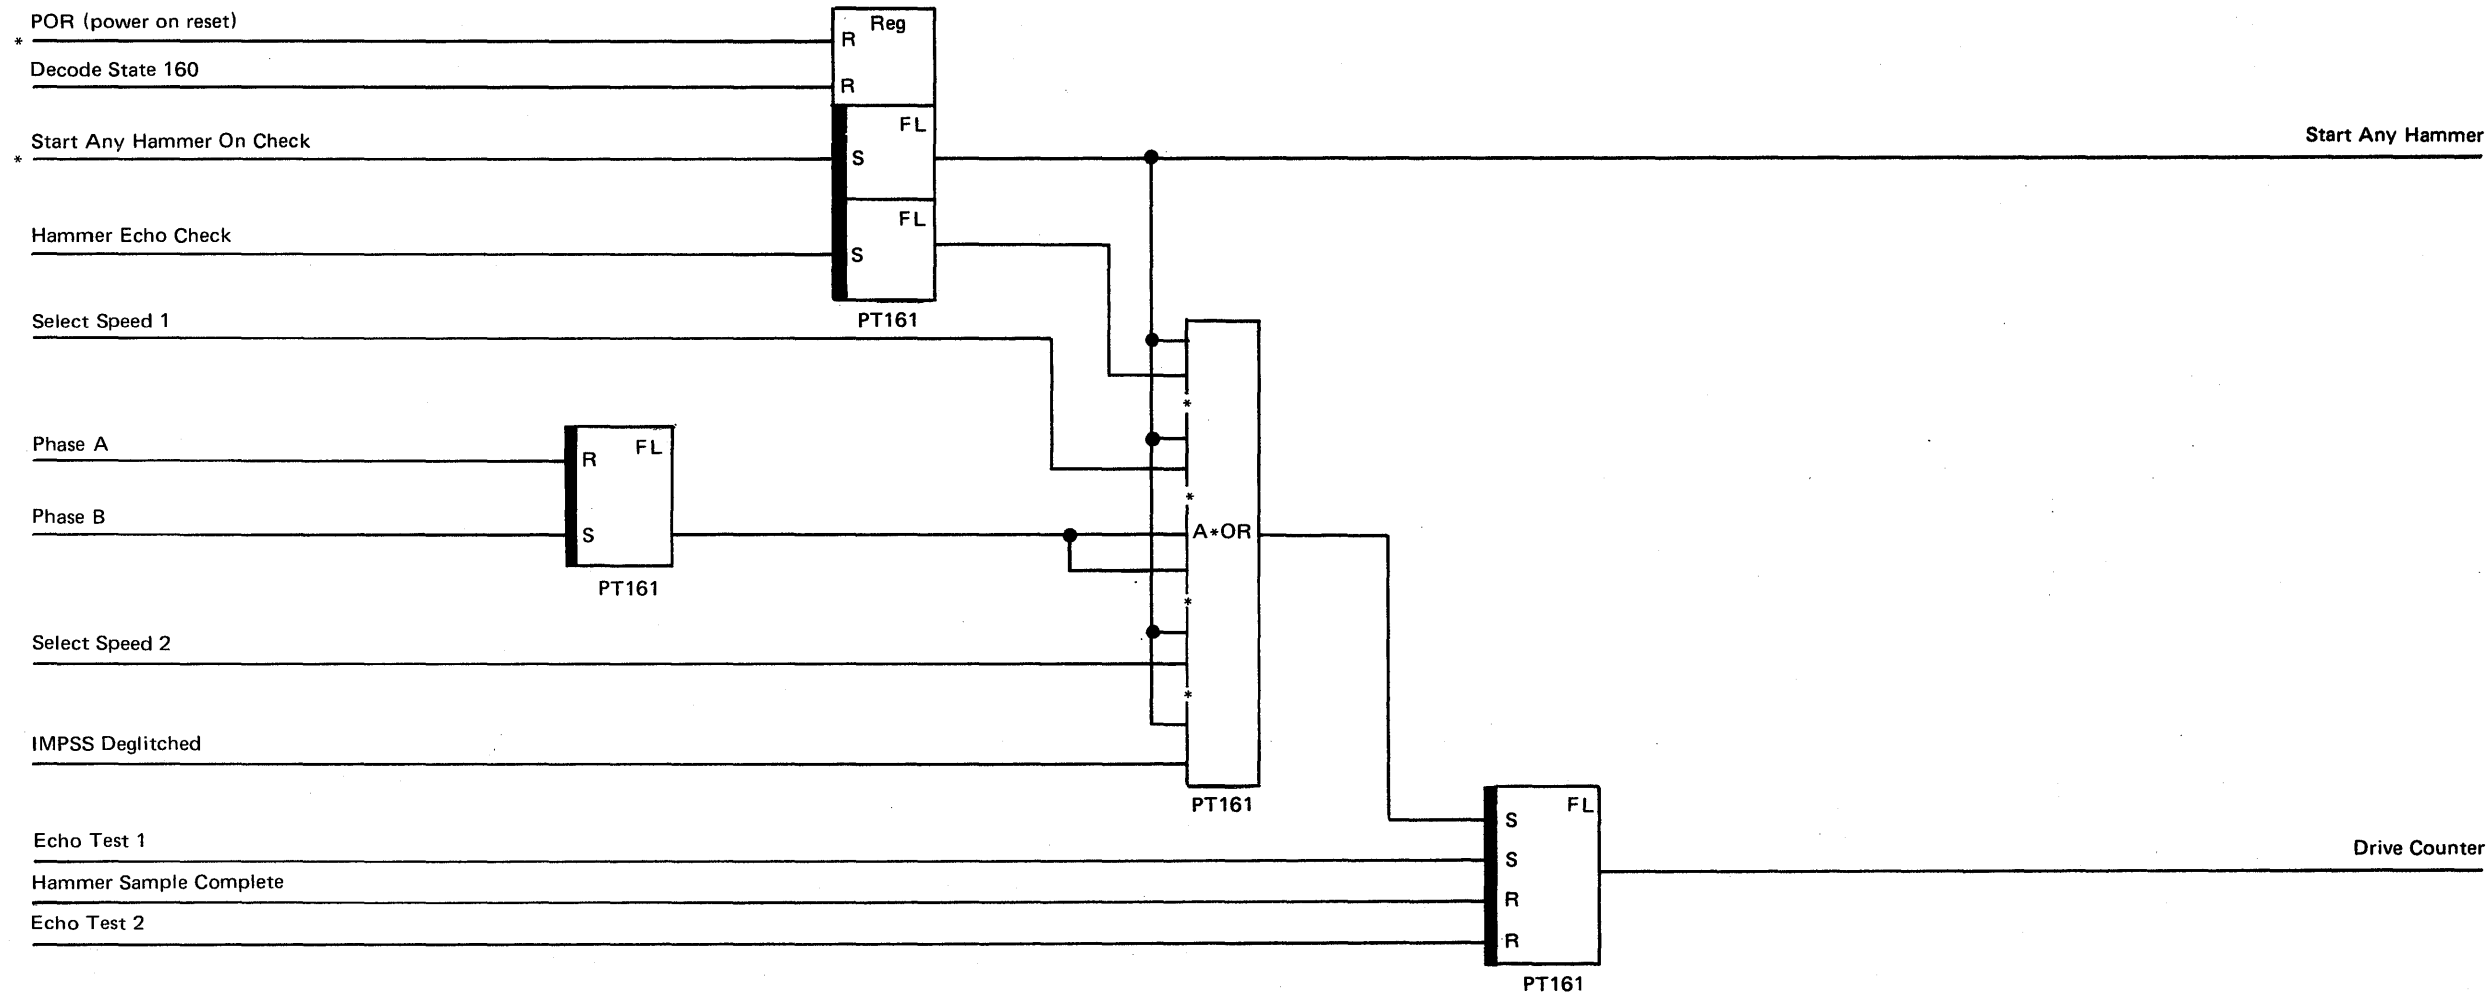 POR (power on reset)
*
Reg
R
Decode State 160
R
FL
Start Any Hammer On Check
*
S
Start Any Hammer
FL
Hammer Echo Check
S
PT161
Select Speed 1
*
Phase A
R
FL
*
Phase B
S
A*OR
PT161
*
Select Speed 2
*
IMPSS Deglitched
PT161
FL
S
Echo Test 1
S
Drive Counter
Hammer Sample Complete
R
Echo Test 2
R
PT161